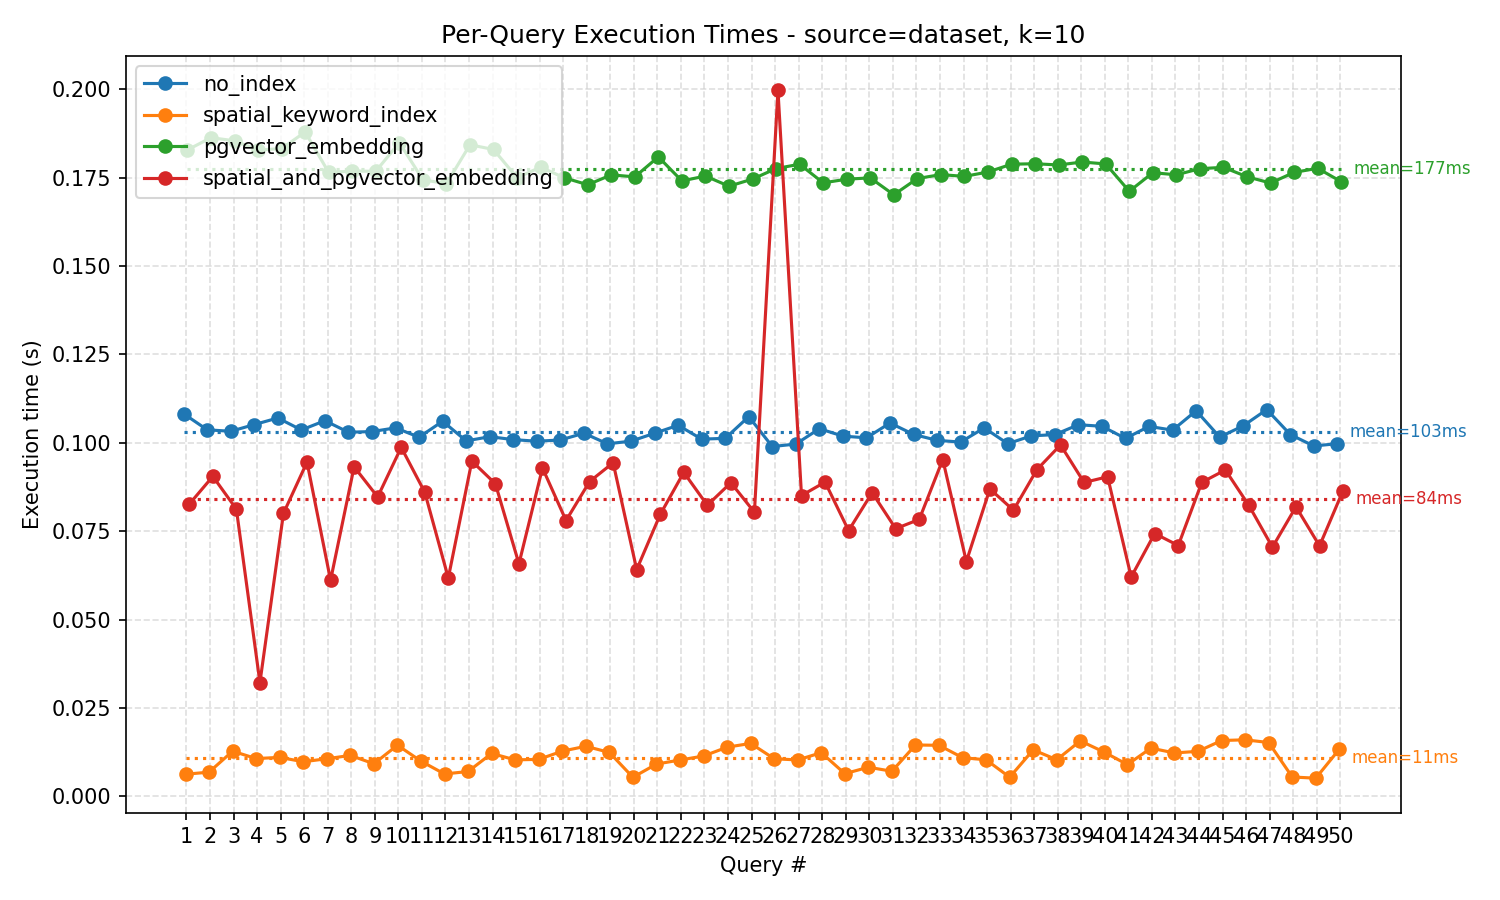 Per-Query Execution Times - source=dataset, k=10
no_index
spatial_keyword_index
pgvector_embedding
spatial_and_pgvector_embedding
0.200
0.175
0.150
0.125
0.100
0.075
0.050
0.025
0.000
Execution time (s)
mean=177ms
mean=103ms
mean=84ms
mean=11ms
1 2 3 4 5 6 7 8 9 10 11 12 13 14 15 16 17 18 19 20 21 22 23 24 25 26 27 28 29 30 31 32 33 34 35 36 37 38 39 40 41 42 43 44 45 46 47 48 49 50
Query #